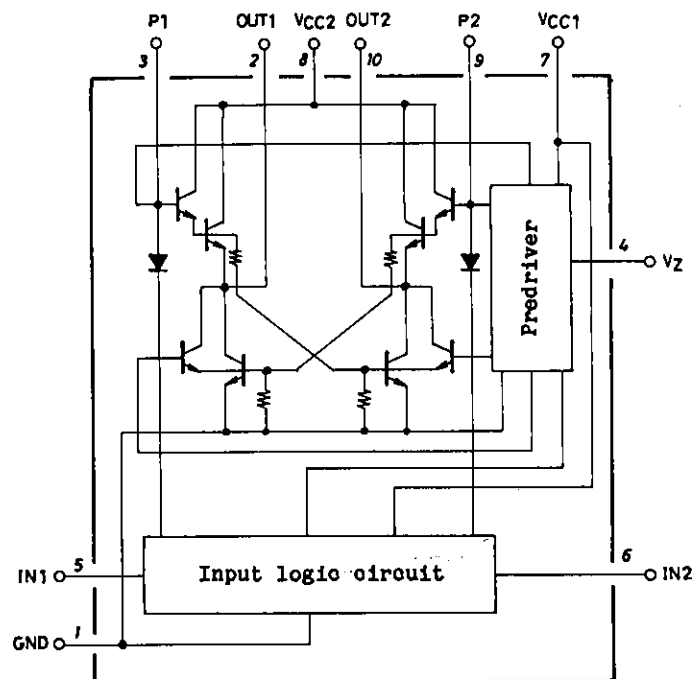 P1 OUT1 VCC2 OUT2 P2 VCC1
3 2 8 10 9 7
4
VZ
Predriver
5 6
IN1 Input logic circuit IN2
1
GND